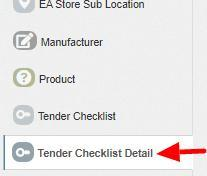 EA Store Sub Location
Manufacturer
Product
Tender Checklist
Tender Checklist Detail